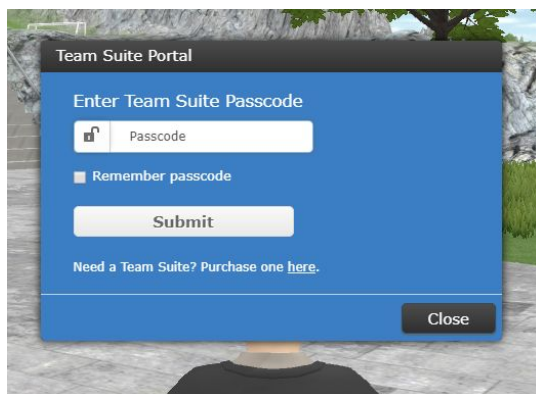 Team Suite Portal
Enter Team Suite Passcode
Passcode
Remember passcode
Submit
Need a Team Suite? Purchase one here.
Close